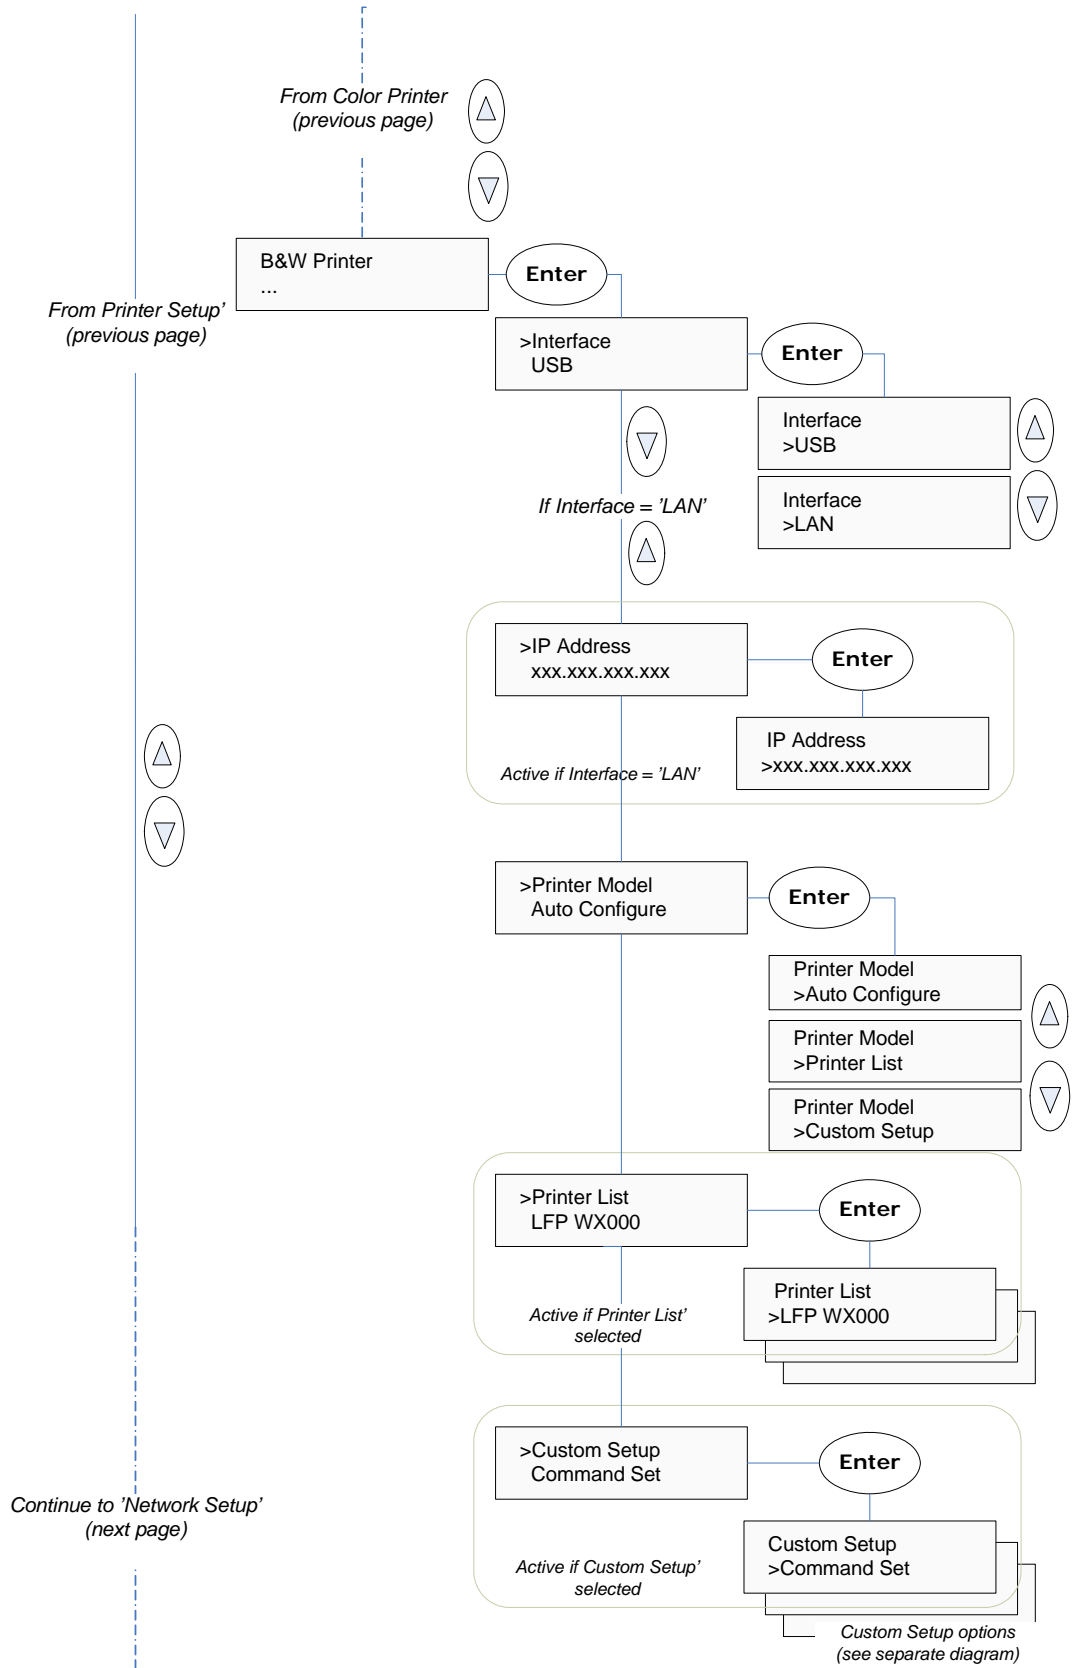 From Color Printer
(previous page)
B&W Printer
...
Enter
From Printer Setup'
(previous page)
>Interface
USB
Enter
Interface
>USB
Interface
>LAN
If Interface = 'LAN'
>IP Address
xxx.xxx.xxx.xxx
Enter
IP Address
>xxx.xxx.xxx.xxx
Active if Interface = 'LAN'
>Printer Model
Auto Configure
Enter
Printer Model
>Auto Configure
Printer Model
>Printer List
Printer Model
>Custom Setup
>Printer List
LFP WX000
Enter
Printer List
>LFP WX000
Active if Printer List'
selected
>Custom Setup
Command Set
Enter
Continue to 'Network Setup'
(next page)
Custom Setup
>Command Set
Active if Custom Setup'
selected
Custom Setup options
(see separate diagram)